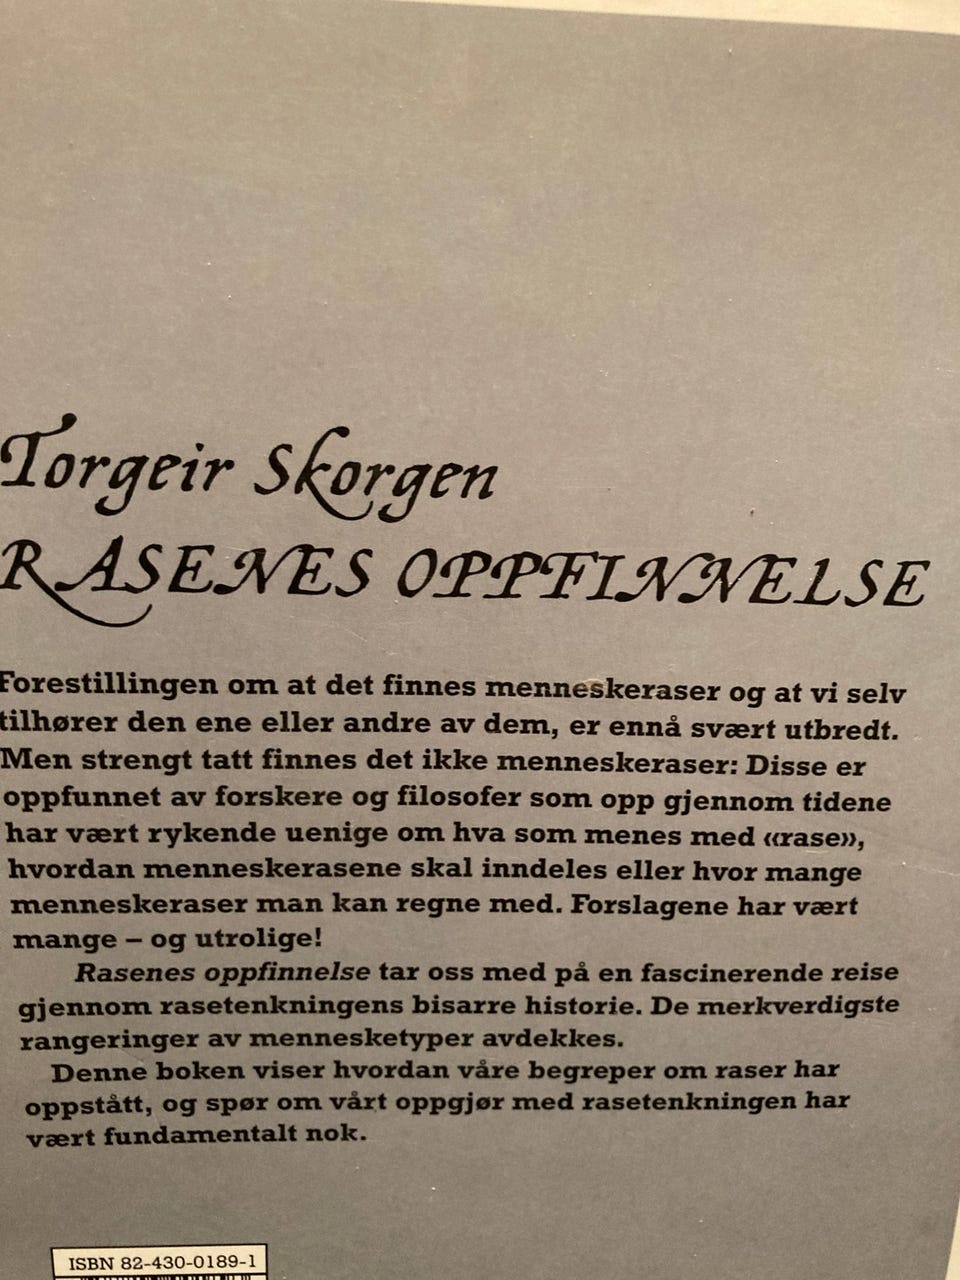 Torgeir Skorgen
RASENES OPPFINNELSE
Forestillingen om at det finnes menneskeraser og at vi selv
tilhører den ene eller andre av dem, er ennå svært utbredt.
Men strengt tatt finnes det ikke menneskeraser: Disse er
oppfunnet av forskere og filosofer som opp gjennom tidene
har vært rykende uenige om hva som menes med «rase»,
hvordan menneskerasene skal inndeles eller hvor mange
menneskeraser man kan regne med. Forslagene har vært
mange – og utrolige!
Rasenes oppfinnelse tar oss med på en fascinerende reise
gjennom rasetenkningens bisarre historie. De merkverdigste
rangeringer av mennesketyper avdekkes.
Denne boken viser hvordan våre begreper om raser har
oppstått, og spør om vårt oppgjør med rasetenkningen har
vært fundamentalt nok.
ISBN 82-430-0189-1